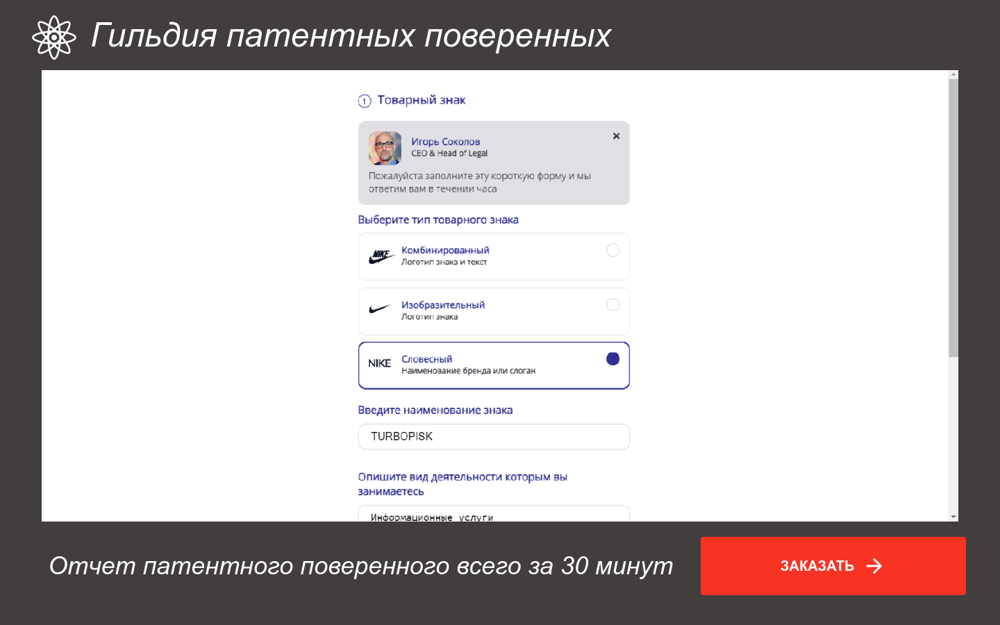 Гильдия патентных поверенных
1 Товарный знак
Игорь Соколов
CEO & Head of Legal
Пожалуйста заполните эту короткую форму и мы
ответим вам в течении часа
Выберите тип товарного знака
NIKE
Комбинированный
Логотип знака и текст
Изобразительный
Логотип знака
NIKE
Словесный
Наименование бренда или слоган
Введите наименование знака
TURBOPISK
Опишите вид деятельности которым вы
занимаетесь
Информационные услуги
Отчет патентного поверенного всего за 30 минут
ЗАКАЗАТЬ